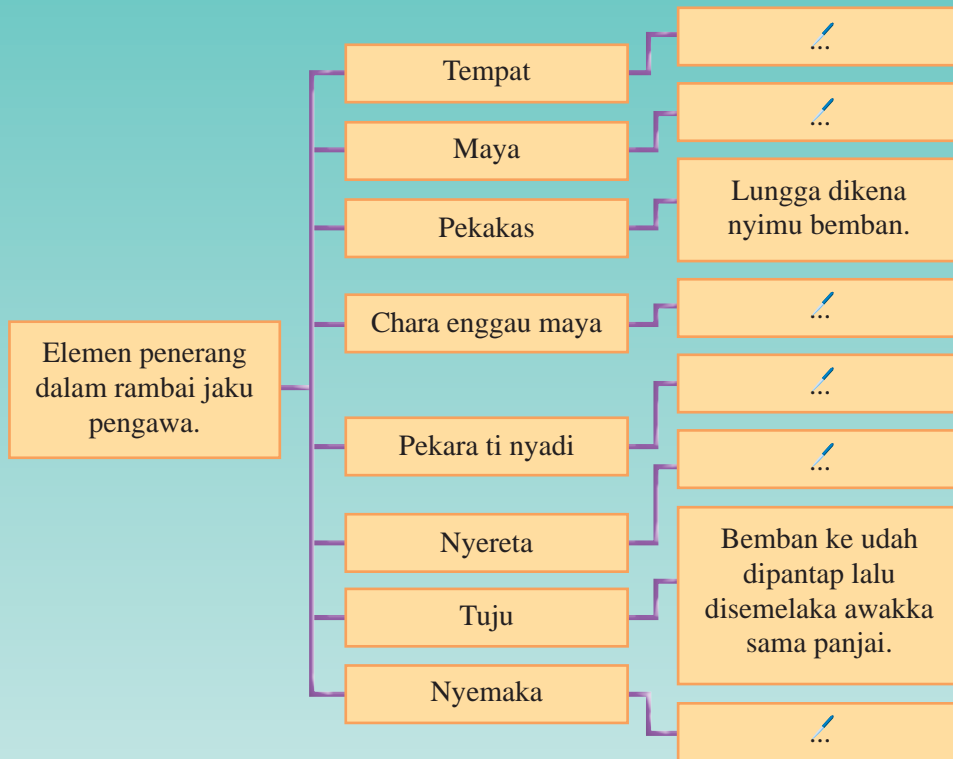 Elemen penerang
dalam rambai jaku
pengawa.
Tempat
...
Maya
...
Pekakas
Lungga dikena
nyimu bemban.
Chara enggau maya
...
Pekara ti nyadi
...
Nyereta
...
Tuju
Bemban ke udah
dipantap lalu
disemelaka awakka
sama panjai.
Nyemaka
...